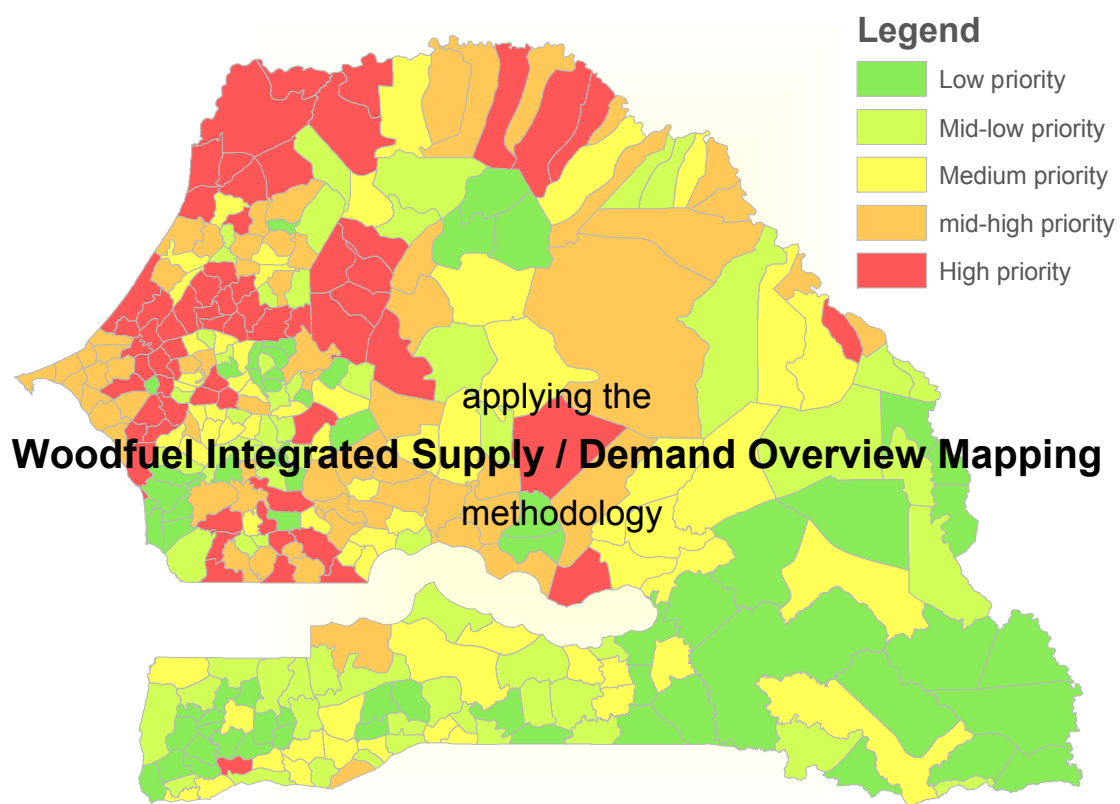 Legend
Low priority
Mid-low priority
Medium priority
mid-high priority
High priority
applying the
Woodfuel Integrated Supply / Demand Overview Mapping
methodology